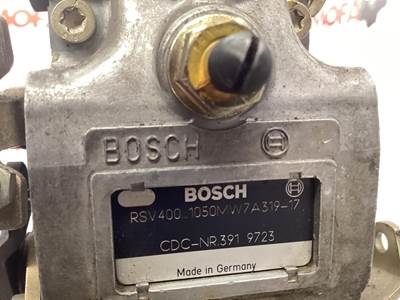 BOSCH
BOSCH
RSV400..1050MW7A319-17
CDC-NR.391 9723
Made in Germany